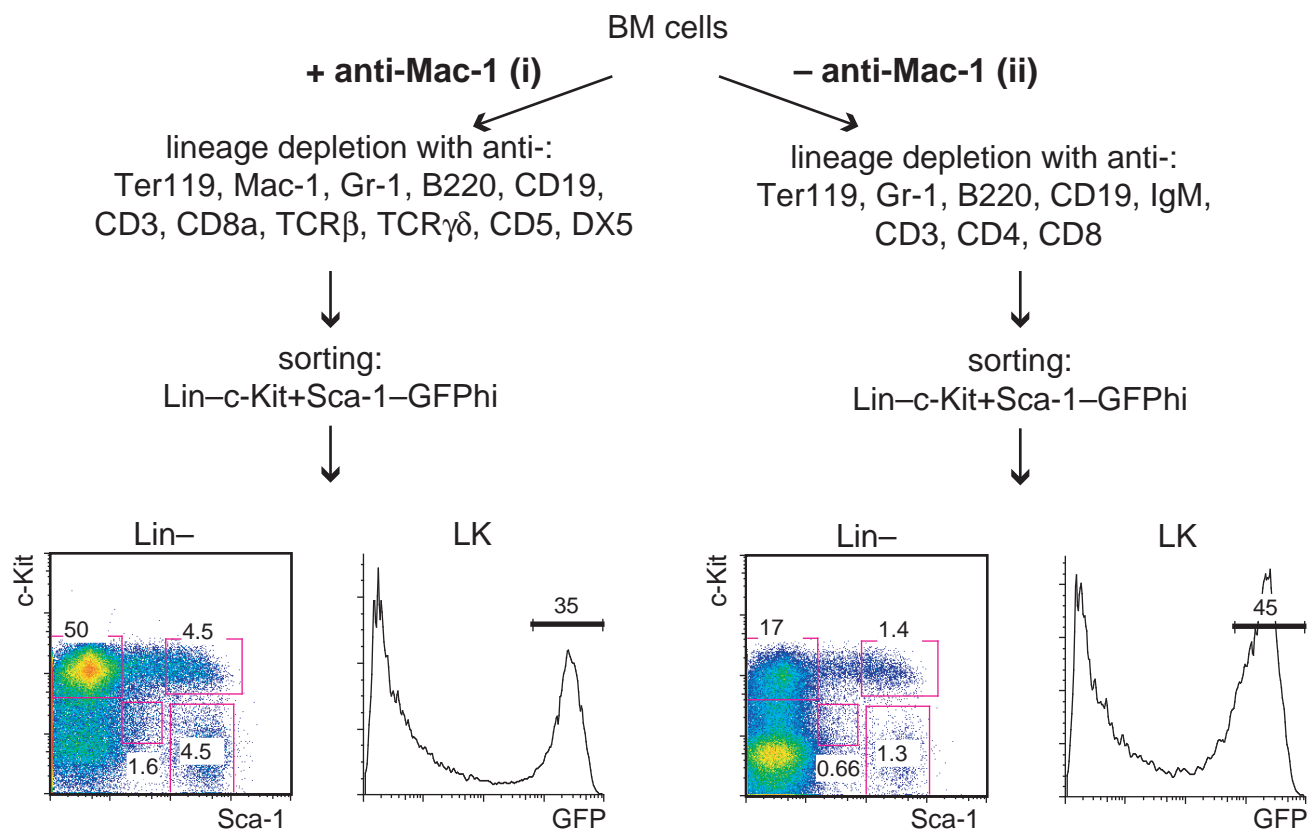 BM cells
+ anti-Mac-1 (i)
– anti-Mac-1 (ii)
lineage depletion with anti-:
Ter119, Mac-1, Gr-1, B220, CD19,
CD3, CD8a, TCRβ, TCRγδ, CD5, DX5
lineage depletion with anti-:
Ter119, Gr-1, B220, CD19, IgM,
CD3, CD4, CD8
sorting:
Lin–c-Kit+Sca-1–GFPhi
sorting:
Lin–c-Kit+Sca-1–GFPhi
Lin–
c-Kit
50
4.5
1.6
4.5
Sca-1
LK
35
GFP
Lin–
c-Kit
17
1.4
0.66
1.3
Sca-1
LK
45
GFP